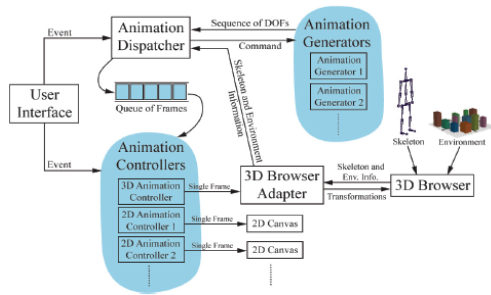 Event
Animation
Dispatcher
Sequence of DOFs
Command
Animation
Generators
Animation
Generator 1
Animation
Generator 2
User
Interface
Queue of Frames
Skeleton and Environment
Information
Skeleton
Environment
Event
Animation
Controllers
3D Animation
Controller
Single Frame
3D Browser
Adapter
Skeleton and
Env. Info.
Transformations
3D Browser
2D Animation
Controller 1
Single Frame
2D Canvas
2D Animation
Controller 2
Single Frame
2D Canvas